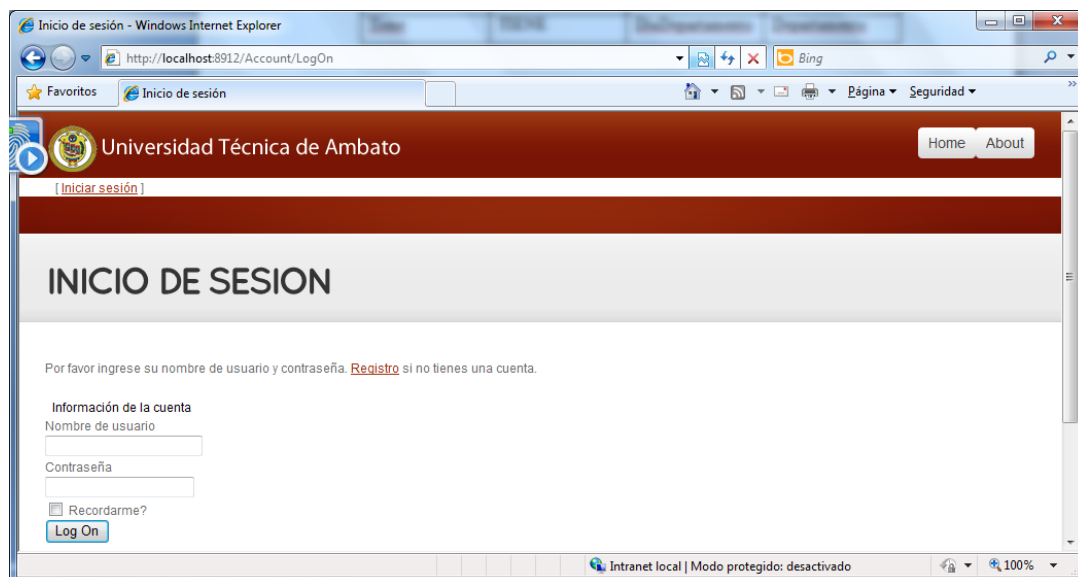 Inicio de sesión - Windows Internet Explorer
http://localhost:8912/Account/LogOn
Bing
Favoritos
Inicio de sesión
Página
Seguridad
»
Universidad Técnica de Ambato
Home
About
[ Iniciar sesión ]
INICIO DE SESION
Por favor ingrese su nombre de usuario y contraseña. Registro si no tienes una cuenta.
Información de la cuenta
Nombre de usuario
Contraseña
Recordarme?
Log On
Intranet local | Modo protegido: desactivado
100%